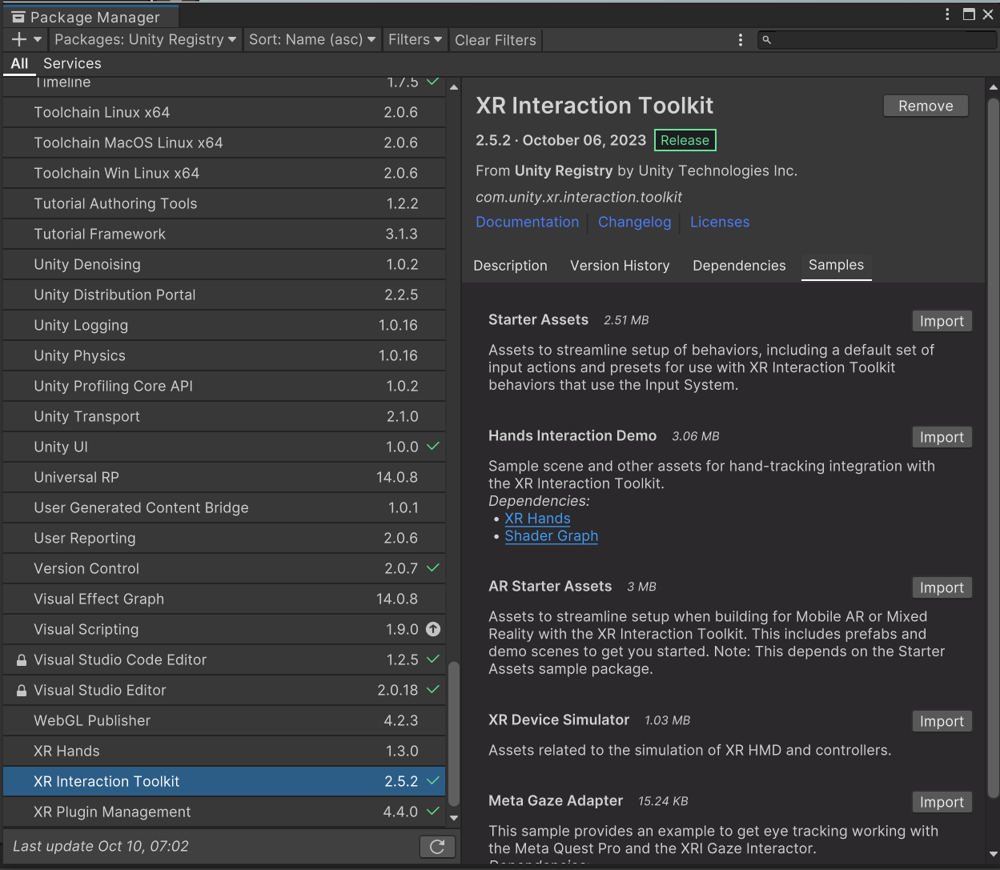 Package Manager
Packages: Unity Registry
Sort: Name (asc)
Filters
Clear Filters
All
Services
Timeline 1.7.5
Toolchain Linux x64 2.0.6
Toolchain MacOS Linux x64 2.0.6
Toolchain Win Linux x64 2.0.6
Tutorial Authoring Tools 1.2.2
Tutorial Framework 3.1.3
Unity Denoising 1.0.2
Unity Distribution Portal 2.2.5
Unity Logging 1.0.16
Unity Physics 1.0.16
Unity Profiling Core API 1.0.2
Unity Transport 2.1.0
Unity UI 1.0.0
Universal RP 14.0.8
User Generated Content Bridge 1.0.1
User Reporting 2.0.6
Version Control 2.0.7
Visual Effect Graph 14.0.8
Visual Scripting 1.9.0
Visual Studio Code Editor 1.2.5
Visual Studio Editor 2.0.18
WebGL Publisher 4.2.3
XR Hands 1.3.0
XR Interaction Toolkit 2.5.2
XR Plugin Management 4.4.0
Last update Oct 10, 07:02
XR Interaction Toolkit
Remove
2.5.2 · October 06, 2023 Release
From Unity Registry by Unity Technologies Inc.
com.unity.xr.interaction.toolkit
Documentation Changelog Licenses
Description Version History Dependencies Samples
Starter Assets 2.51 MB Import
Assets to streamline setup of behaviors, including a default set of
input actions and presets for use with XR Interaction Toolkit
behaviors that use the Input System.
Hands Interaction Demo 3.06 MB Import
Sample scene and other assets for hand-tracking integration with
the XR Interaction Toolkit.
Dependencies:
• XR Hands
• Shader Graph
AR Starter Assets 3 MB Import
Assets to streamline setup when building for Mobile AR or Mixed
Reality with the XR Interaction Toolkit. This includes prefabs and
demo scenes to get you started. Note: This depends on the Starter
Assets sample package.
XR Device Simulator 1.03 MB Import
Assets related to the simulation of XR HMD and controllers.
Meta Gaze Adapter 15.24 KB Import
This sample provides an example to get eye tracking working with
the Meta Quest Pro and the XRI Gaze Interactor.
Dependencies: